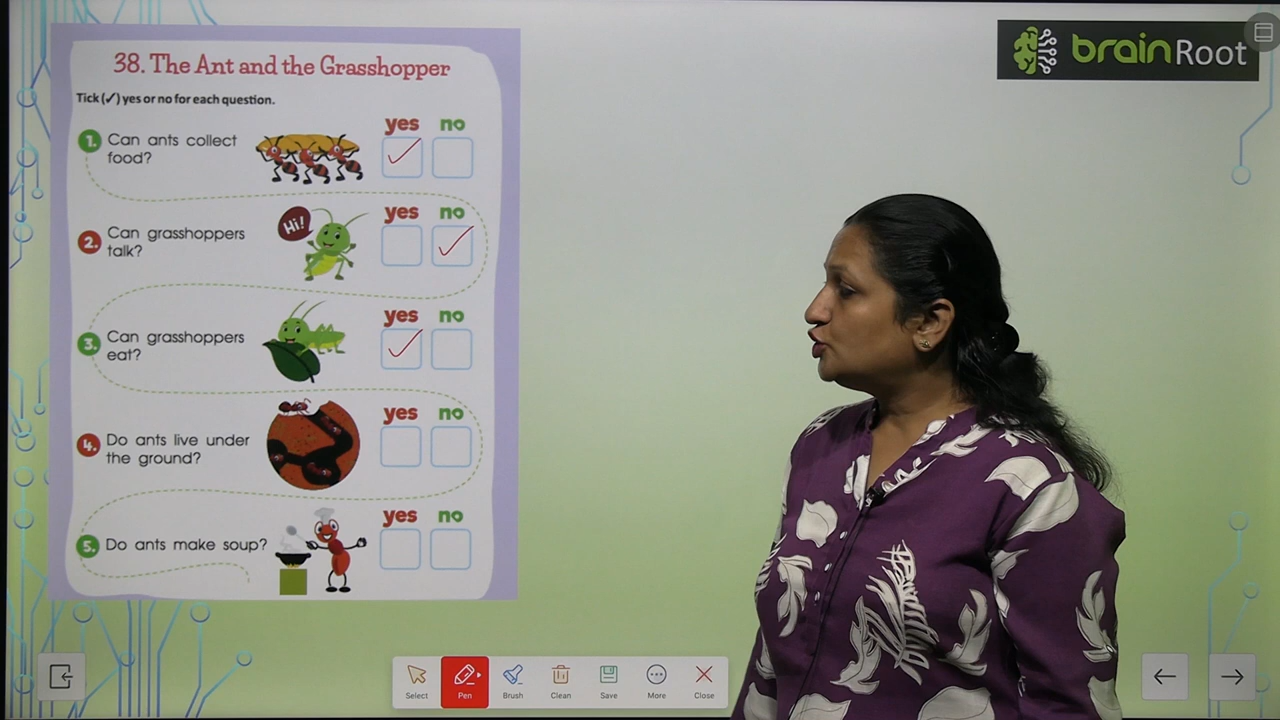 38. The Ant and the Grasshopper
Tick (✓) yes or no for each question.
yes no
1. Can ants collect
food?
yes no
Hi!
2. Can grasshoppers
talk?
yes no
3. Can grasshoppers
eat?
yes no
4. Do ants live under
the ground?
yes no
5. Do ants make soup?
brainRoot
Select Pen Brush Clean Save More Close